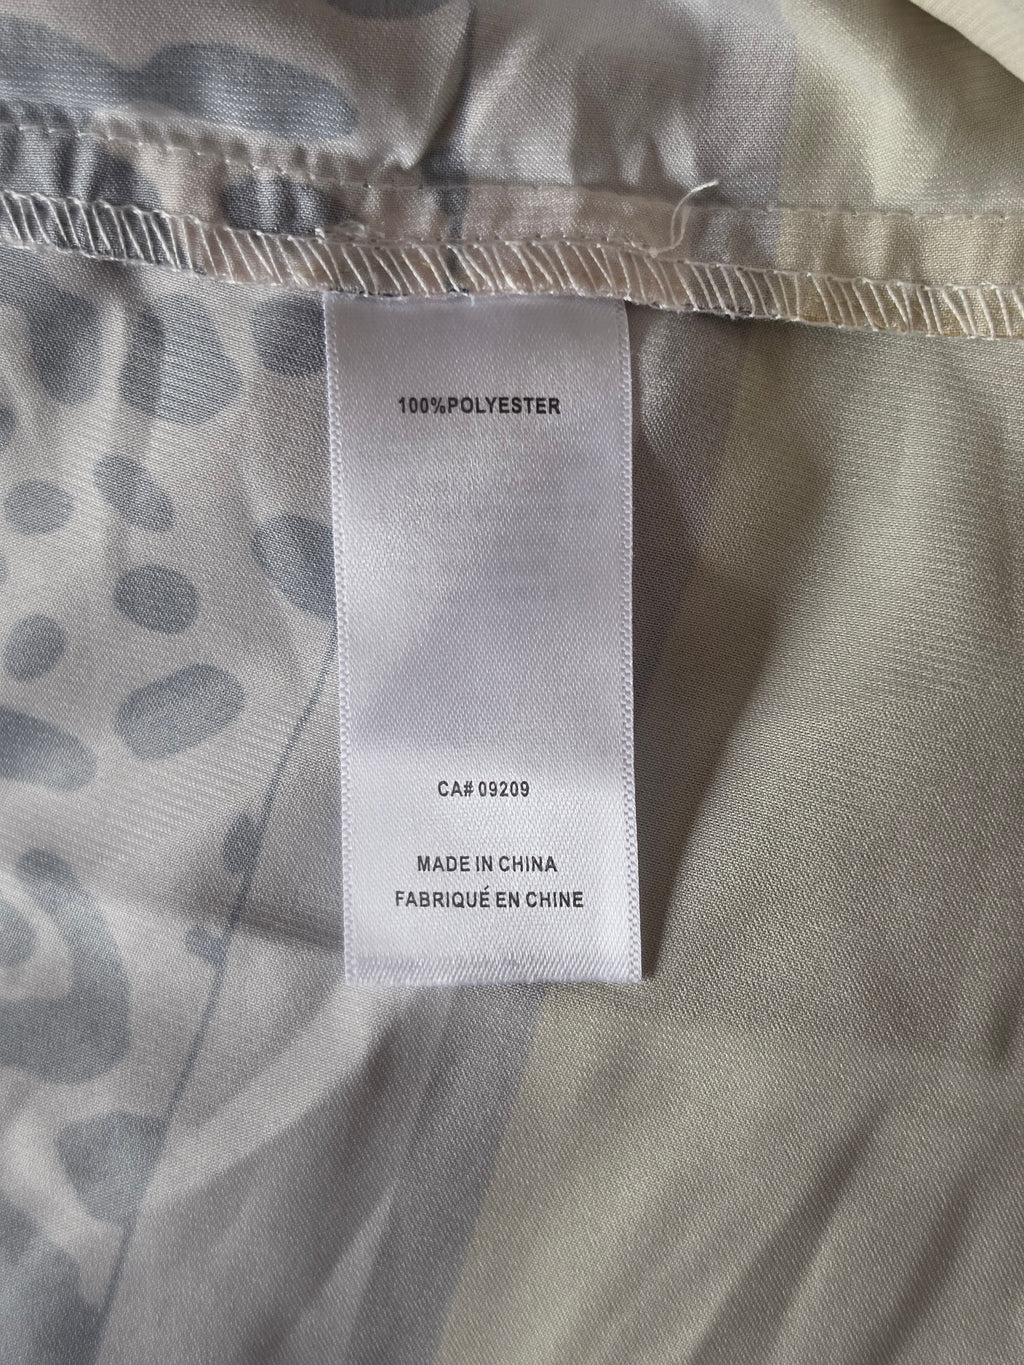 100%POLYESTER
CA# 09209
MADE IN CHINA
FABRIQUÉ EN CHINE